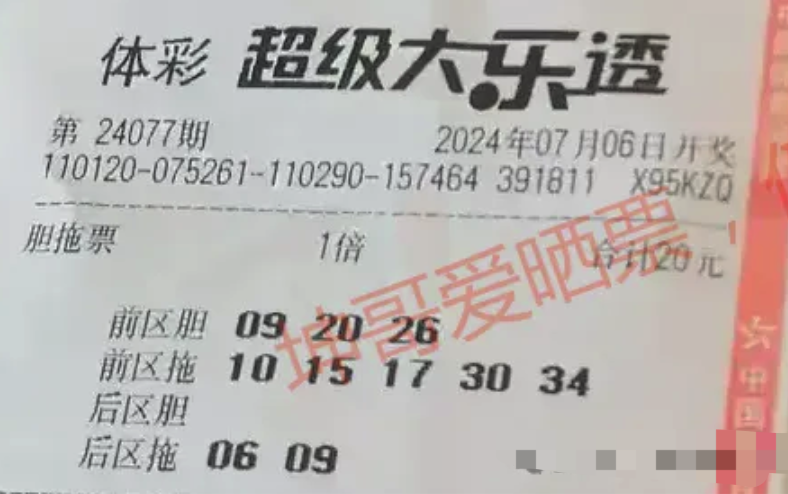 体彩 超级大乐透
第 24077期 2024年07月06日开奖
110120-075261-110290-157464 391811 X95KZQ
胆拖票 1倍 合计20元
坤哥爱晒票
前区胆 09 20 26
前区拖 10 15 17 30 34
后区胆
后区拖 06 09
中国